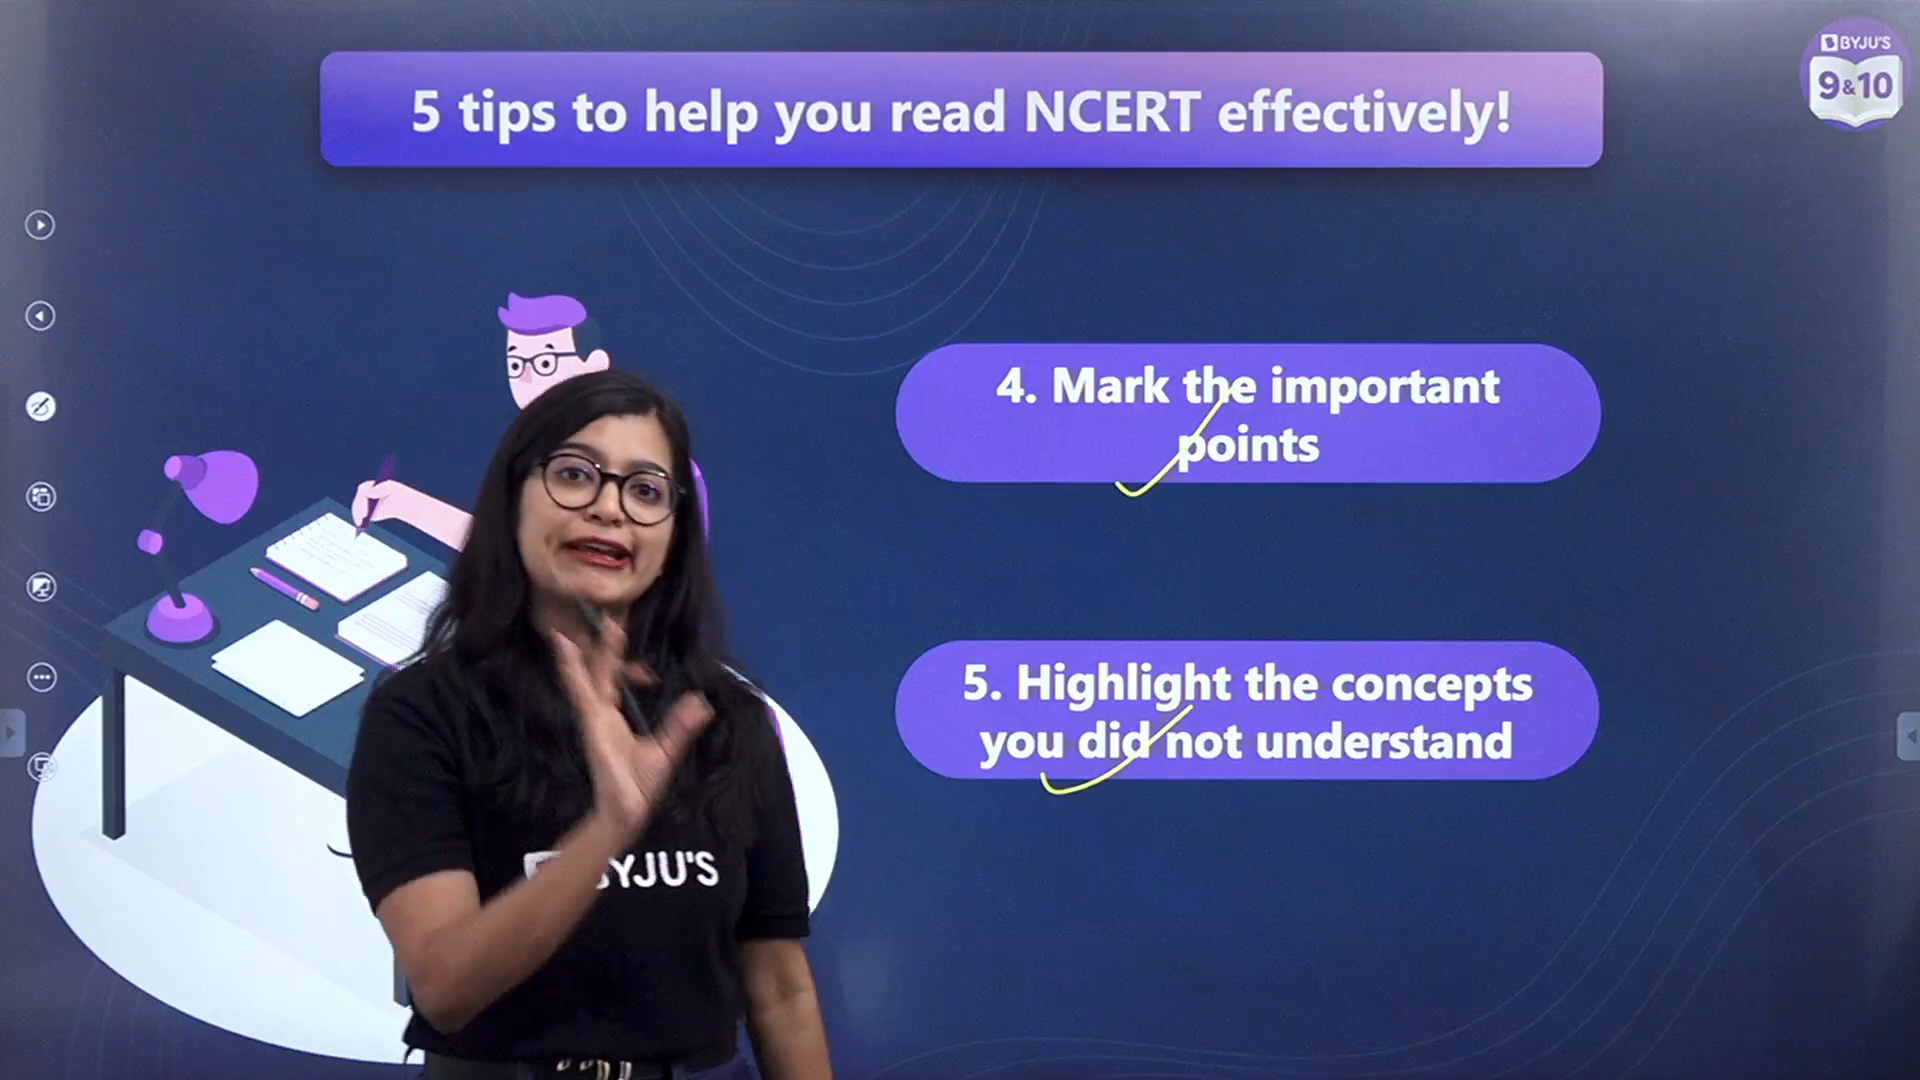 5 tips to help you read NCERT effectively!
BYJU'S
9&10
4. Mark the important
points
5. Highlight the concepts
you did not understand
BYJU'S